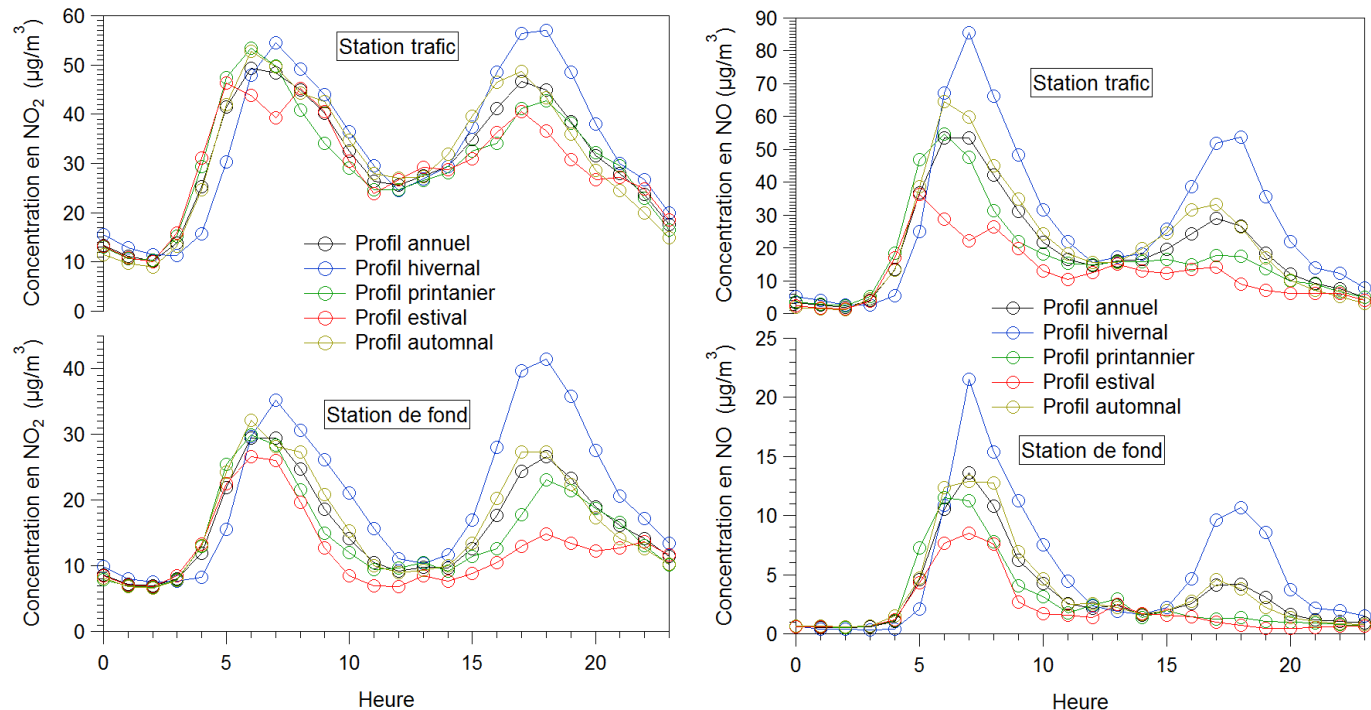 Concentration en NO₂ (µg/m³)
60
50
40
30
20
10
0
Station trafic
Profil annuel
Profil hivernal
Profil printanier
Profil estival
Profil automnal
Concentration en NO₂ (µg/m³)
40
30
20
10
0
Station de fond
0 5 10 15 20
Heure
Concentration en NO (µg/m³)
90
80
70
60
50
40
30
20
10
0
Station trafic
Profil annuel
Profil hivernal
Profil printannier
Profil estival
Profil automnal
Concentration en NO (µg/m³)
25
20
15
10
5
0
Station de fond
0 5 10 15 20
Heure